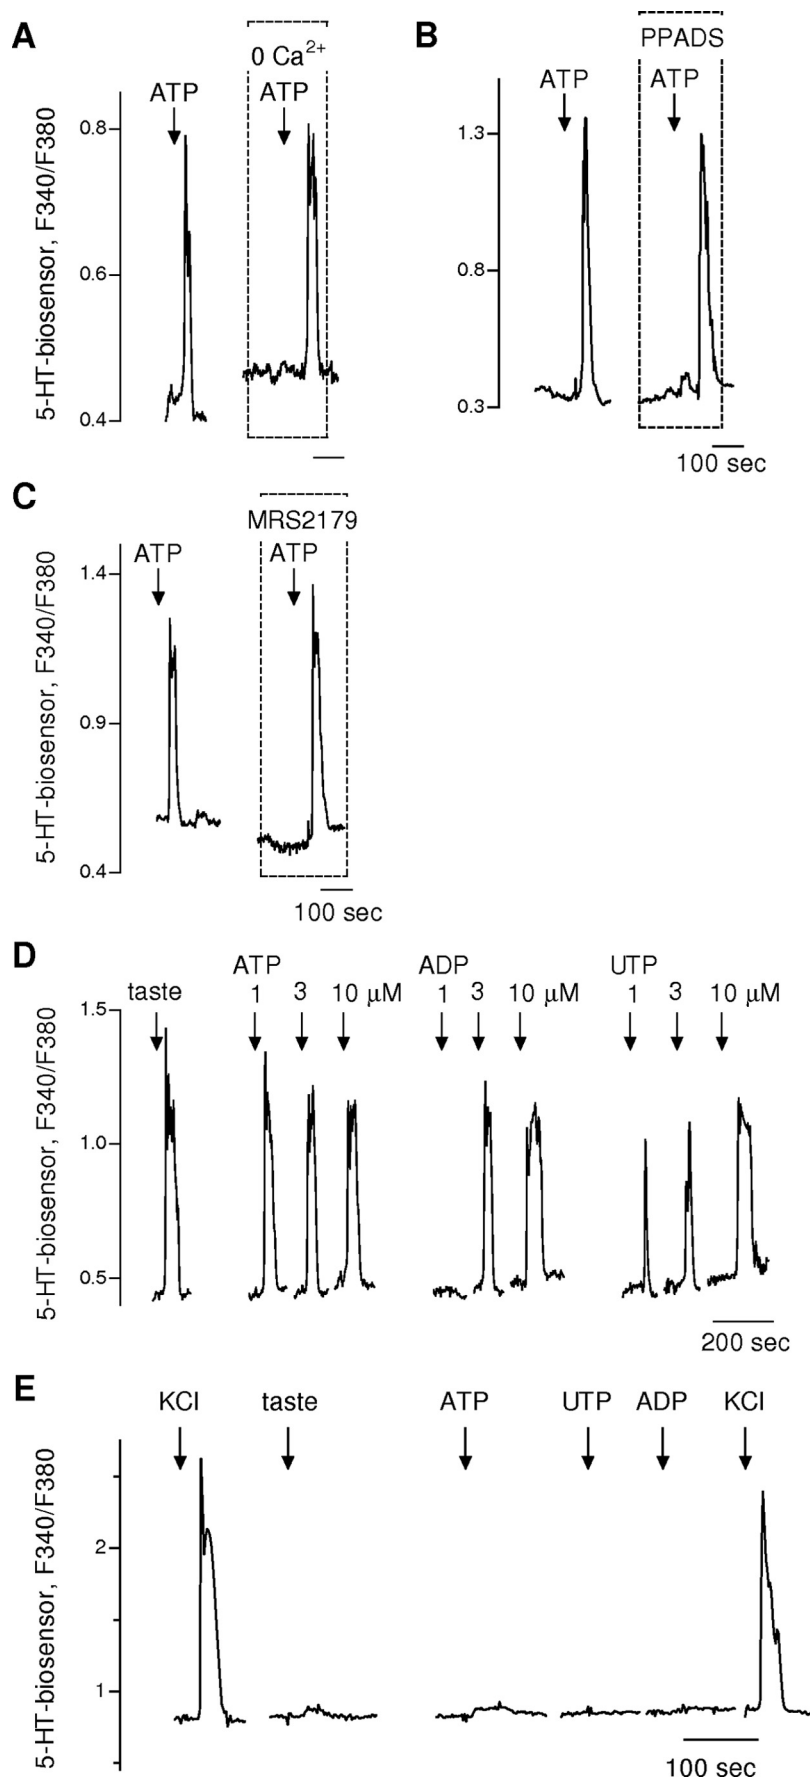 A
0 Ca²⁺
ATP
ATP
5-HT-biosensor, F340/F380
0.8
0.6
0.4
B
PPADS
ATP
ATP
1.3
0.8
0.3
100 sec
C
MRS2179
ATP
ATP
5-HT-biosensor, F340/F380
1.4
0.9
0.4
100 sec
D
ATP
ADP
UTP
taste
1 3 10 μM
1 3 10 μM
1 3 10 μM
5-HT-biosensor, F340/F380
1.5
1.0
0.5
200 sec
E
KCl taste ATP UTP ADP KCl
5-HT-biosensor, F340/F380
2
1
100 sec